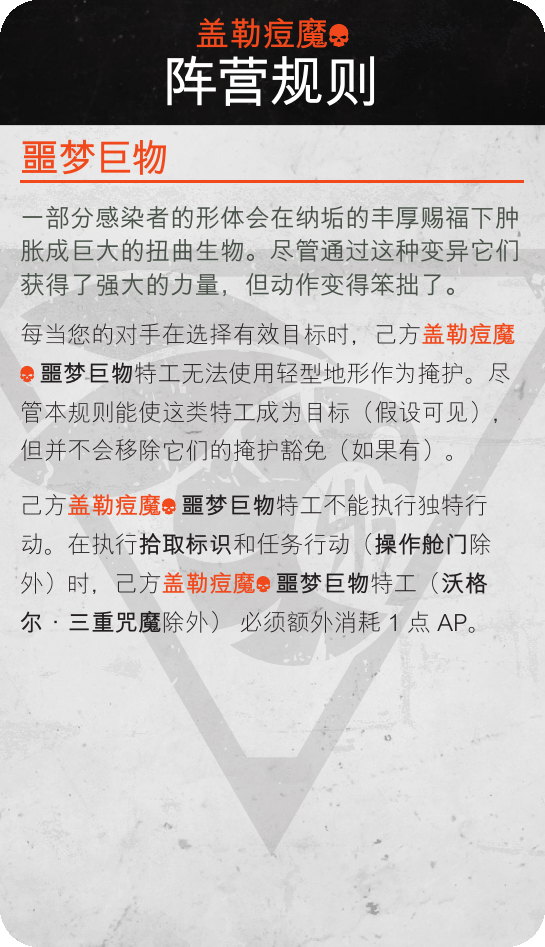 盖勒痘魔
阵营规则
噩梦巨物
一部分感染者的形体会在纳垢的丰厚赐福下肿
胀成巨大的扭曲生物。尽管通过这种变异它们
获得了强大的力量，但动作变得笨拙了。
每当您的对手在选择有效目标时，己方盖勒痘魔
噩梦巨物特工无法使用轻型地形作为掩护。尽
管本规则能使这类特工成为目标（假设可见），
但并不会移除它们的掩护豁免（如果有）。
己方盖勒痘魔 噩梦巨物特工不能执行独特行
动。在执行拾取标识和任务行动（操作舱门除
外）时，己方盖勒痘魔 噩梦巨物特工（沃格
尔·三重咒魔除外） 必须额外消耗 1 点 AP。